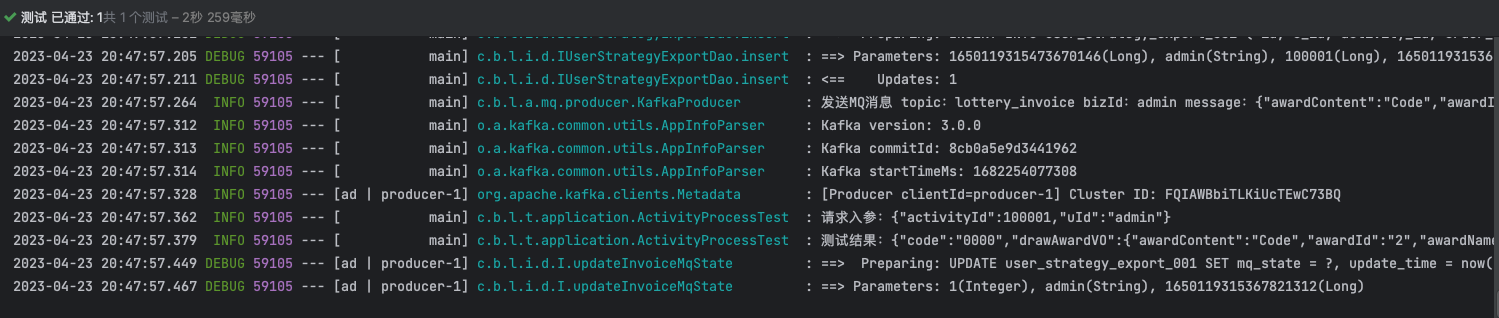 测试 已通过: 1共 1 个测试 – 2秒 259毫秒
2023-04-23 20:47:57.205 DEBUG 59105 --- [           main] c.b.l.i.d.IUserStrategyExportDao.insert  : ==> Parameters: 1650119315473670146(Long), admin(String), 100001(Long), 165011931536
2023-04-23 20:47:57.211 DEBUG 59105 --- [           main] c.b.l.i.d.IUserStrategyExportDao.insert  : <==    Updates: 1
2023-04-23 20:47:57.264  INFO 59105 --- [           main] c.b.l.a.mq.producer.KafkaProducer        : 发送MQ消息 topic：lottery_invoice bizId：admin message：{"awardContent":"Code","awardI
2023-04-23 20:47:57.312  INFO 59105 --- [           main] o.a.kafka.common.utils.AppInfoParser     : Kafka version: 3.0.0
2023-04-23 20:47:57.313  INFO 59105 --- [           main] o.a.kafka.common.utils.AppInfoParser     : Kafka commitId: 8cb0a5e9d3441962
2023-04-23 20:47:57.314  INFO 59105 --- [           main] o.a.kafka.common.utils.AppInfoParser     : Kafka startTimeMs: 1682254077308
2023-04-23 20:47:57.328  INFO 59105 --- [ad | producer-1] org.apache.kafka.clients.Metadata        : [Producer clientId=producer-1] Cluster ID: FQIAWBbiTLKiUcTEwC73BQ
2023-04-23 20:47:57.362  INFO 59105 --- [           main] c.b.l.t.application.ActivityProcessTest  : 请求入参：{"activityId":100001,"uId":"admin"}
2023-04-23 20:47:57.379  INFO 59105 --- [           main] c.b.l.t.application.ActivityProcessTest  : 测试结果：{"code":"0000","drawAwardVO":{"awardContent":"Code","awardId":"2","awardName
2023-04-23 20:47:57.449 DEBUG 59105 --- [ad | producer-1] c.b.l.i.d.I.updateInvoiceMqState         : ==>  Preparing: UPDATE user_strategy_export_001 SET mq_state = ?, update_time = now(
2023-04-23 20:47:57.467 DEBUG 59105 --- [ad | producer-1] c.b.l.i.d.I.updateInvoiceMqState         : ==> Parameters: 1(Integer), admin(String), 1650119315367821312(Long)